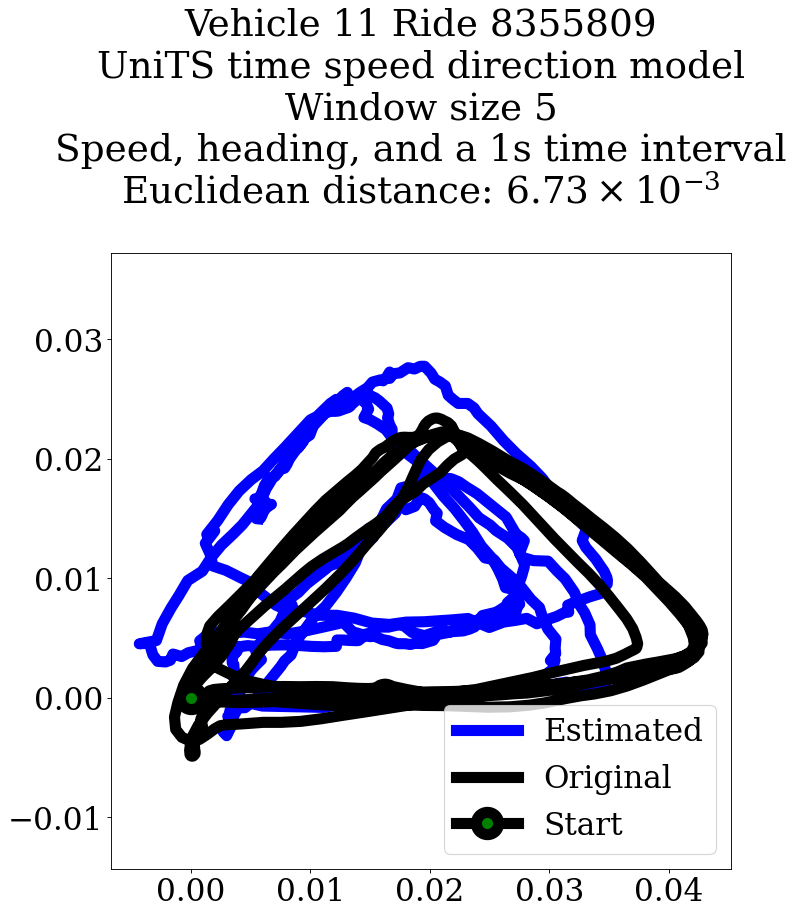 Vehicle 11 Ride 8355809
UniTS time speed direction model
Window size 5
Speed, heading, and a 1s time interval
Euclidean distance: 6.73 × 10⁻³
0.03
0.02
0.01
0.00
−0.01
Estimated
Original
Start
0.00 0.01 0.02 0.03 0.04